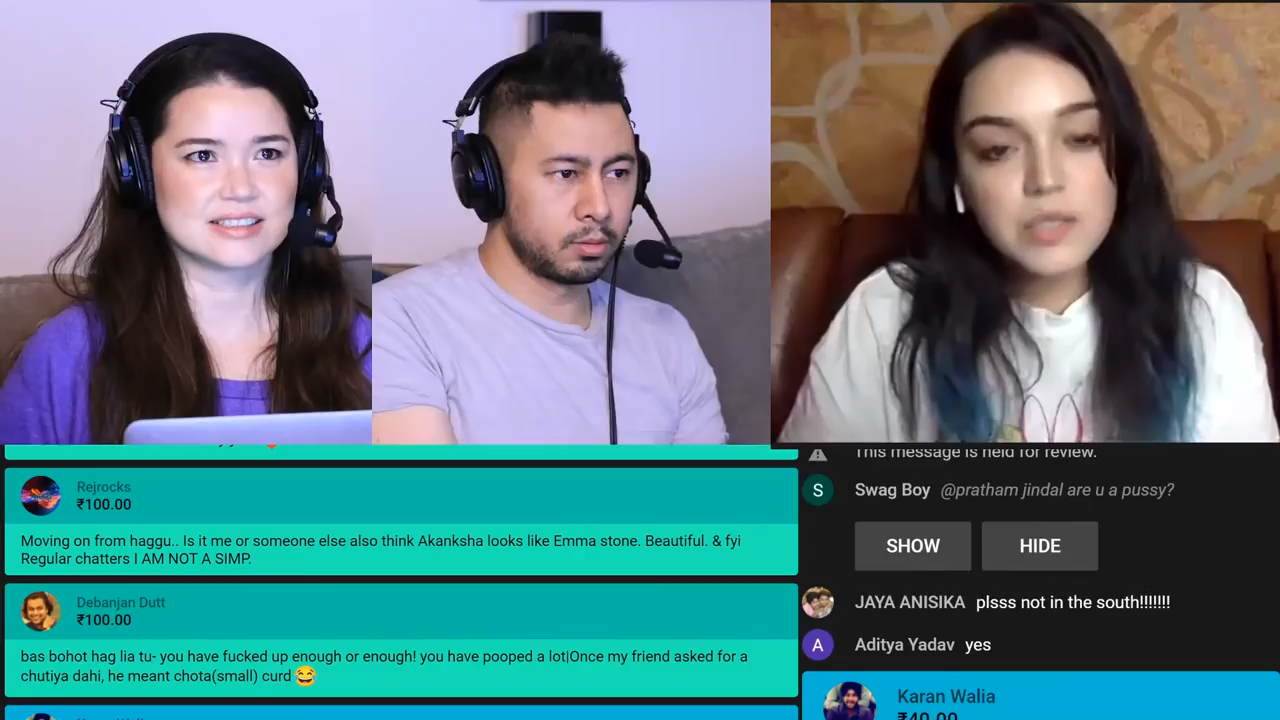 Rejrocks
₹100.00
Moving on from haggu.. Is it me or someone else also think Akanksha looks like Emma stone. Beautiful. & fyi
Regular chatters I AM NOT A SIMP.
Debanjan Dutt
₹100.00
bas bohot hag lia tu- you have fucked up enough or enough! you have pooped a lot|Once my friend asked for a
chutiya dahi, he meant chota(small) curd 😂
This message is held for review.
S Swag Boy @pratham jindal are u a pussy?
SHOW HIDE
JAYA ANISIKA plsss not in the south!!!!!!!
A Aditya Yadav yes
Karan Walia
₹40.00